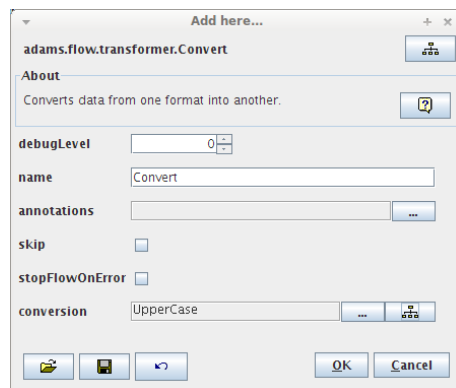 Add here...
adams.flow.transformer.Convert
About
Converts data from one format into another.
debugLevel 0
name Convert
annotations ...
skip
stopFlowOnError
conversion UpperCase ...
OK Cancel